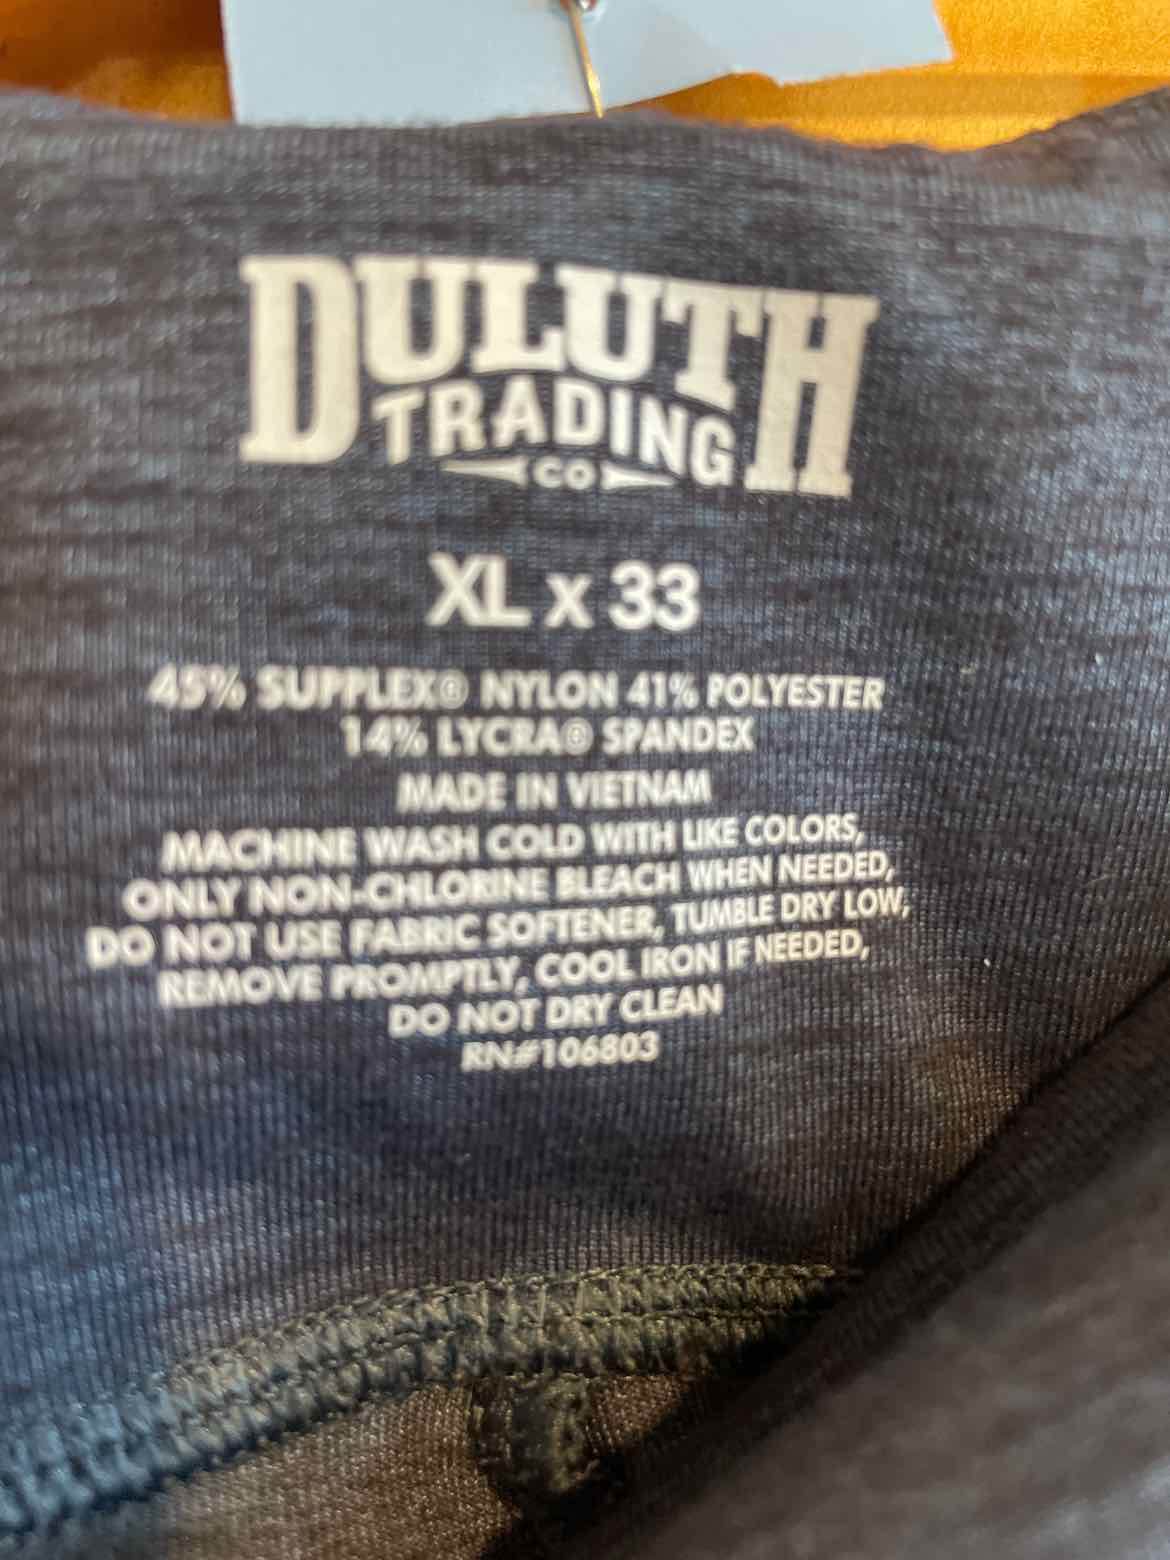 DULUTH
TRADING
CO
XL x 33
45% SUPPLEX® NYLON 41% POLYESTER
14% LYCRA® SPANDEX
MADE IN VIETNAM
MACHINE WASH COLD WITH LIKE COLORS,
ONLY NON-CHLORINE BLEACH WHEN NEEDED,
DO NOT USE FABRIC SOFTENER, TUMBLE DRY LOW,
REMOVE PROMPTLY, COOL IRON IF NEEDED,
DO NOT DRY CLEAN
RN#106803